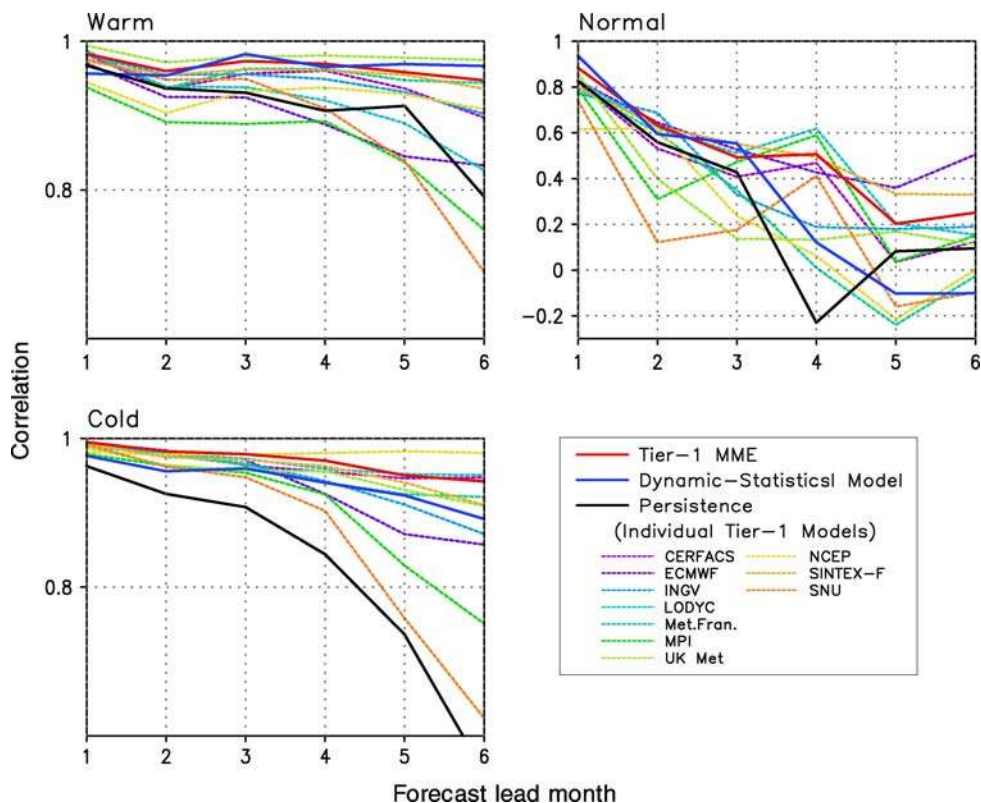 Warm
1
0.8
1 2 3 4 5 6
Normal
1
0.8
0.6
0.4
0.2
0
−0.2
1 2 3 4 5 6
Correlation
Cold
1
0.8
1 2 3 4 5 6
Forecast lead month
Tier−1 MME
Dynamic−Statisticsl Model
Persistence
(Individual Tier−1 Models)
CERFACS
ECMWF
INGV
LODYC
Met.Fran.
MPI
UK Met
NCEP
SINTEX−F
SNU